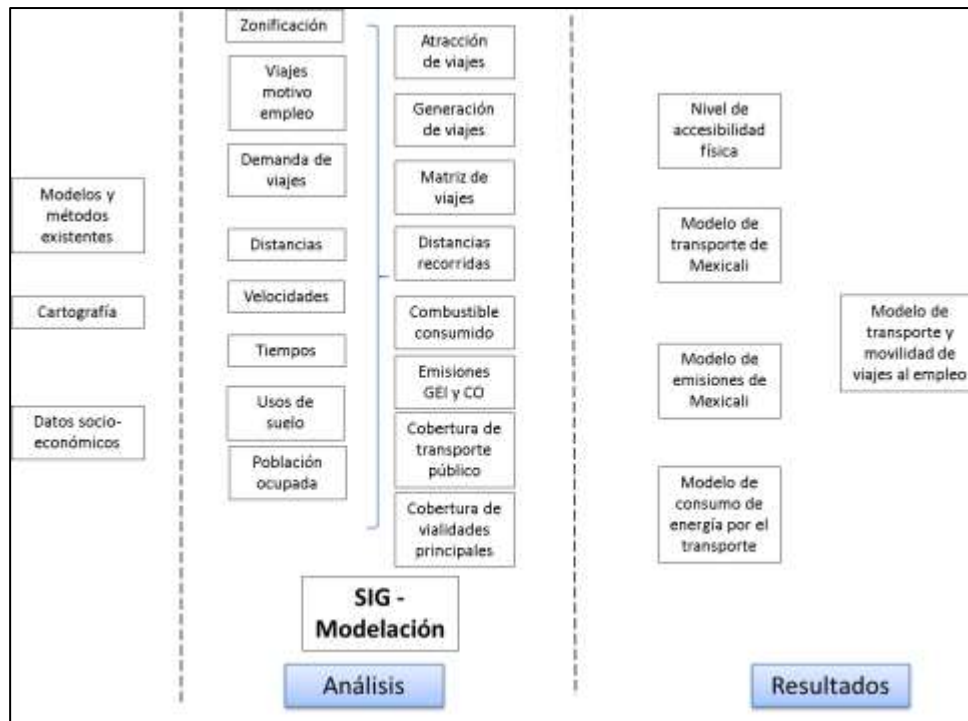 Modelos y
métodos
existentes
Cartografía
Datos socio-
económicos
Zonificación
Viajes
motivo
empleo
Demanda de
viajes
Distancias
Velocidades
Tiempos
Usos de
suelo
Población
ocupada
Atracción
de viajes
Generación
de viajes
Matriz de
viajes
Distancias
recorridas
Combustible
consumido
Emisiones
GEI y CO
Cobertura de
transporte
público
Cobertura de
vialidades
principales
SIG -
Modelación
Análisis
Nivel de
accesibilidad
física
Modelo de
transporte de
Mexicali
Modelo de
emisiones de
Mexicali
Modelo de
consumo de
energía por el
transporte
Modelo de
transporte y
movilidad de
viajes al empleo
Resultados